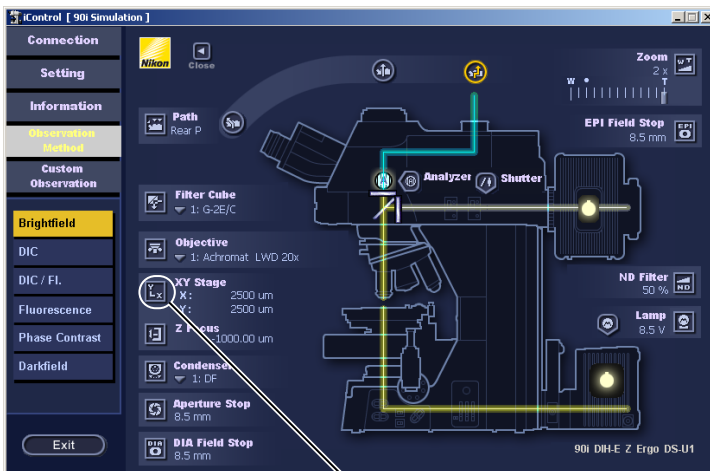 iControl [ 90i Simulation ]
Connection
Setting
Information
Observation
Method
Custom
Observation
Brightfield
DIC
DIC / Fl.
Fluorescence
Phase Contrast
Darkfield
Exit
Nikon
Close
Path
Rear P
Filter Cube
1: G-2E/C
Objective
1: Achromat LWD 20x
XY Stage
X: 2500 um
Y: 2500 um
Z Focus
-1000.00 um
Condenser
1: DF
Aperture Stop
8.5 mm
DIA Field Stop
8.5 mm
Analyzer
Shutter
Zoom
2 x
W T
EPI Field Stop
8.5 mm
ND Filter
50 %
Lamp
8.5 V
90i DIH-E Z Ergo DS-U1